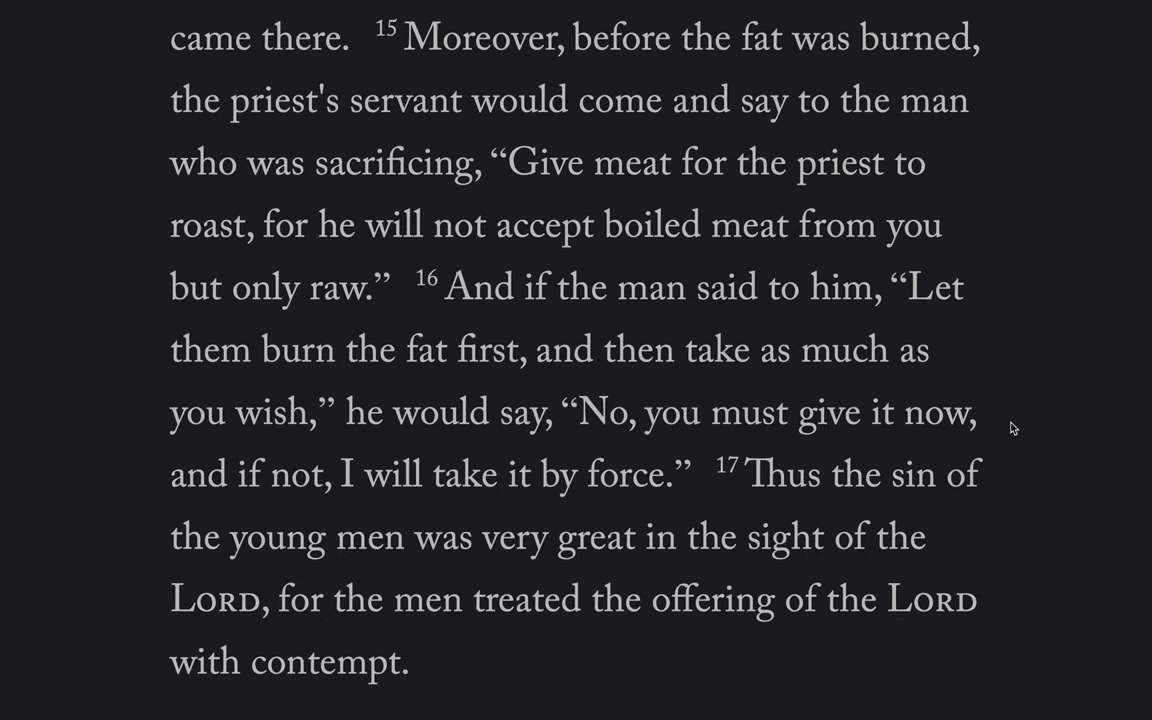 came there. 15 Moreover, before the fat was burned,
the priest's servant would come and say to the man
who was sacrificing, “Give meat for the priest to
roast, for he will not accept boiled meat from you
but only raw.” 16 And if the man said to him, “Let
them burn the fat first, and then take as much as
you wish,” he would say, “No, you must give it now,
and if not, I will take it by force.” 17 Thus the sin of
the young men was very great in the sight of the
LORD, for the men treated the offering of the LORD
with contempt.